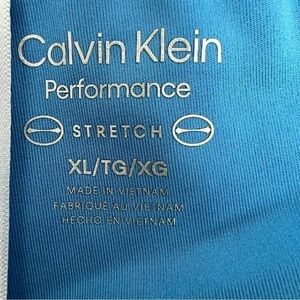 Calvin Klein
Performance
STRETCH
XL/TG/XG
MADE IN VIETNAM
FABRIQUÉ AU VIETNAM
HECHO EN VIETNAM